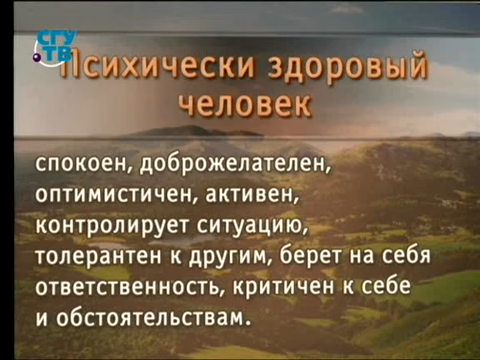 СГУ
ТВ
Психически здоровый
человек
спокоен, доброжелателен,
оптимистичен, активен,
контролирует ситуацию,
толерантен к другим, берет на себя
ответственность, критичен к себе
и обстоятельствам.